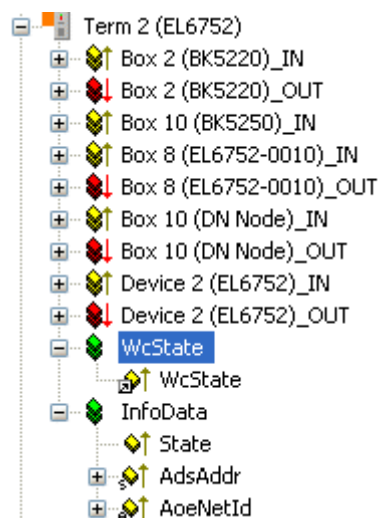 Term 2 (EL6752)
Box 2 (BK5220)_IN
Box 2 (BK5220)_OUT
Box 10 (BK5250)_IN
Box 8 (EL6752-0010)_IN
Box 8 (EL6752-0010)_OUT
Box 10 (DN Node)_IN
Box 10 (DN Node)_OUT
Device 2 (EL6752)_IN
Device 2 (EL6752)_OUT
WcState
WcState
InfoData
State
AdsAddr
AoeNetId